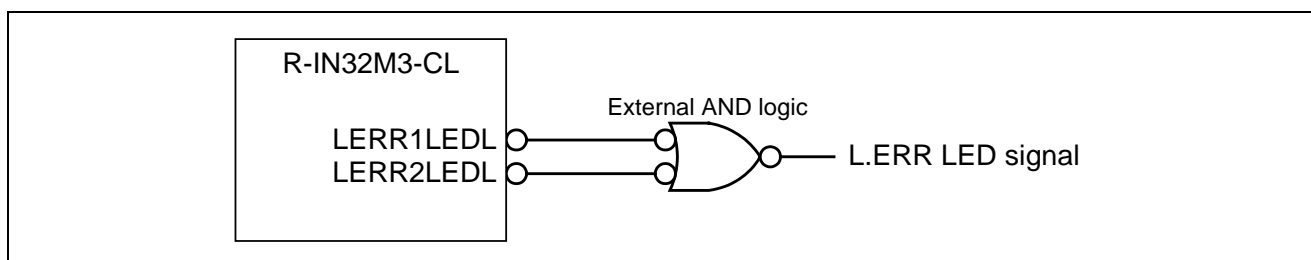 R-IN32M3-CL
External AND logic
LERR1LEDL
L.ERR LED signal
LERR2LEDL